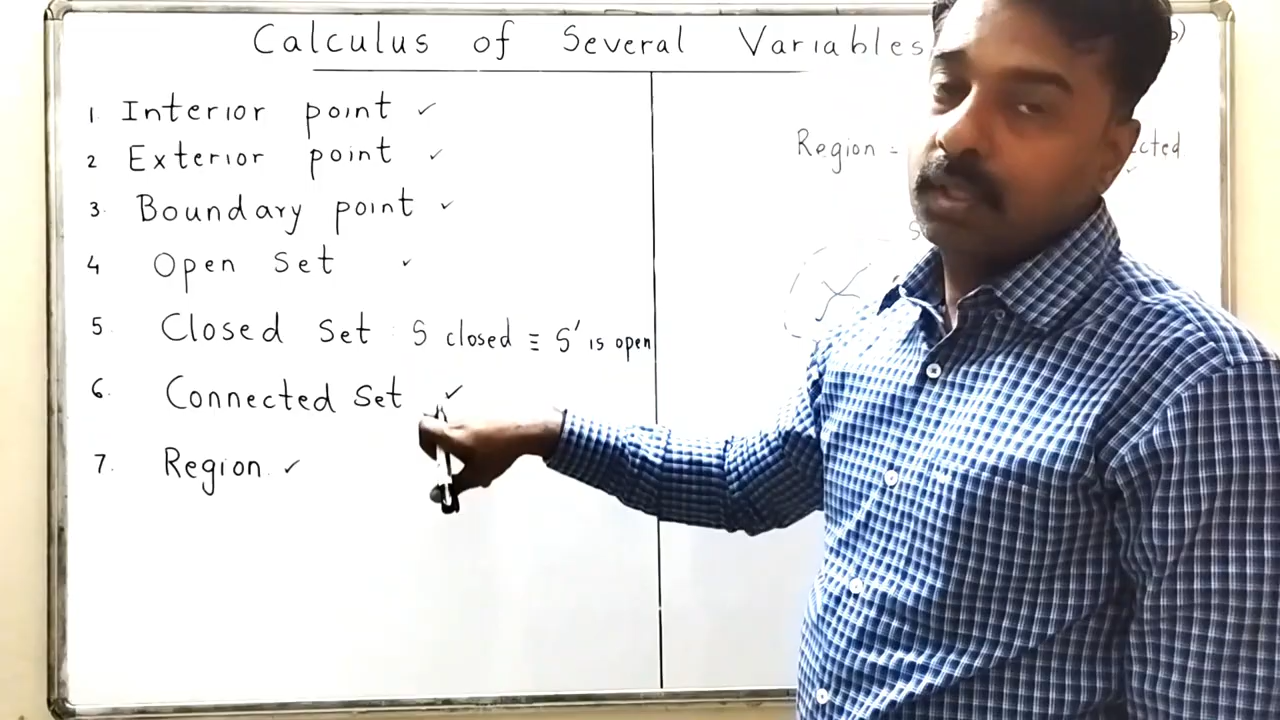 Calculus of Several Variables
1. Interior point ✓
2 Exterior point ✓
3. Boundary point ✓
4 Open Set ✓
5. Closed Set : S closed ≡ S' is open
6. Connected Set ✓
7. Region ✓
Region =